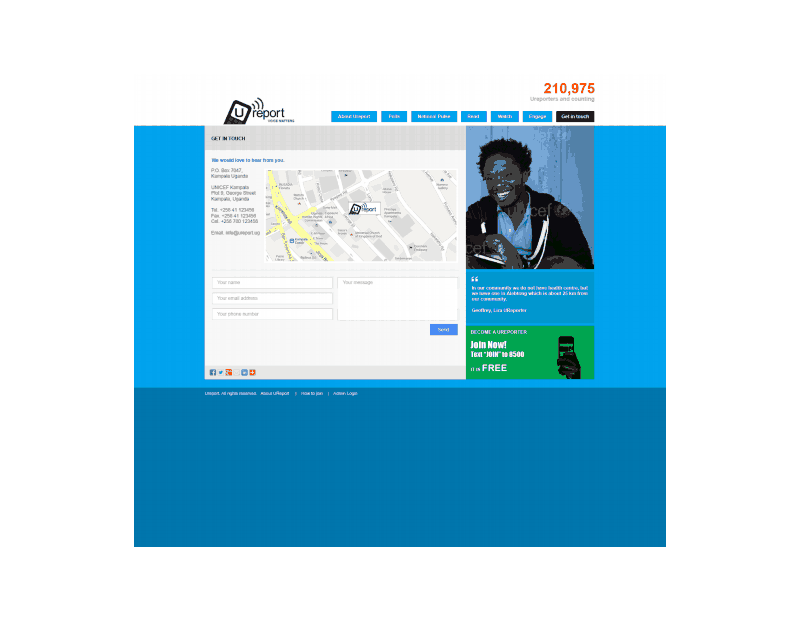 210,975
Ureporters and counting
U report
VOICE MATTERS
About Ureport
Polls
National Pulse
Read
Watch
Engage
Get in touch
GET IN TOUCH
We would love to hear from you.
P.O. Box 7047,
Kampala Uganda
UNICEF Kampala
Plot 9, George Street
Kampala, Uganda
Tel. +256 41 123456
Fax. +256 41 123456
Cell. +256 700 123456
Email: info@ureport.ug
U report
Your name
Your email address
Your phone number
Your message
Send
unicef
In our community we do not have health centre, but
we have one in Alebtong which is about 25 km from
our community.
Geoffrey, Lira UReporter
BECOME A UREPORTER
Join Now!
Text "JOIN" to 8500
IT IS FREE
Ureport. All rights reserved. About UReport | How to join | Admin Login